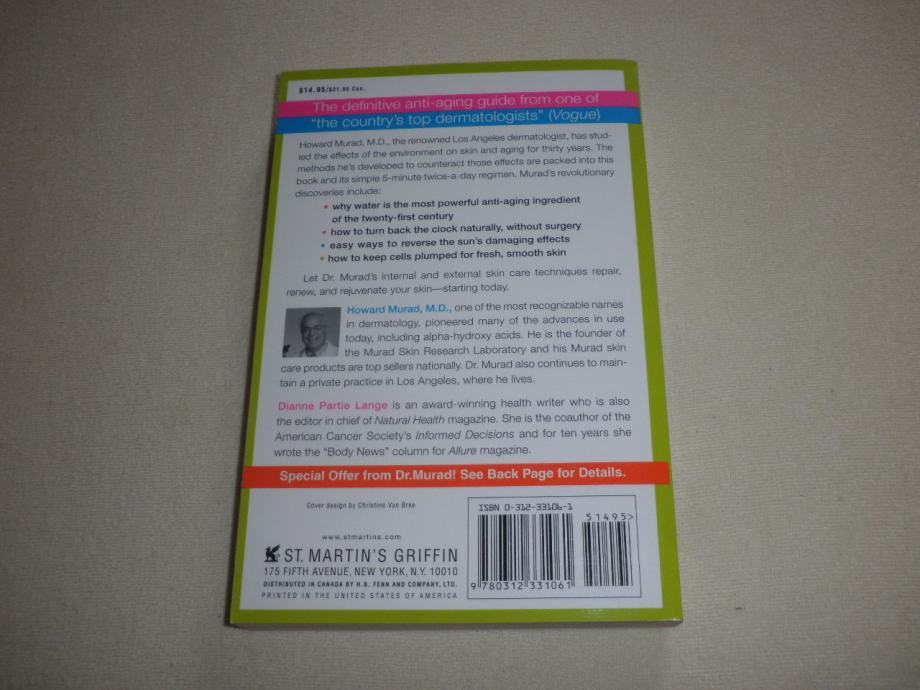 $14.95/$21.95 Can.
The definitive anti-aging guide from one of
"the country's top dermatologists" (Vogue)
Howard Murad, M.D., the renowned Los Angeles dermatologist, has stud-
ied the effects of the environment on skin and aging for thirty years. The
methods he's developed to counteract those effects are packed into this
book and its simple 5-minute twice-a-day regimen. Murad's revolutionary
discoveries include:
• why water is the most powerful anti-aging ingredient
of the twenty-first century
• how to turn back the clock naturally, without surgery
• easy ways to reverse the sun's damaging effects
• how to keep cells plumped for fresh, smooth skin
Let Dr. Murad's internal and external skin care techniques repair,
renew, and rejuvenate your skin—starting today.
Howard Murad, M.D., one of the most recognizable names
in dermatology, pioneered many of the advances in use
today, including alpha-hydroxy acids. He is the founder of
the Murad Skin Research Laboratory and his Murad skin
care products are top sellers nationally. Dr. Murad also continues to main-
tain a private practice in Los Angeles, where he lives.
Dianne Partie Lange is an award-winning health writer who is also
the editor in chief of Natural Health magazine. She is the coauthor of the
American Cancer Society's Informed Decisions and for ten years she
wrote the "Body News" column for Allure magazine.
Special Offer from Dr.Murad! See Back Page for Details.
Cover design by Christine Van Bree
www.stmartins.com
ST. MARTIN'S GRIFFIN
175 FIFTH AVENUE, NEW YORK, N.Y. 10010
DISTRIBUTED IN CANADA BY H.B. FENN AND COMPANY, LTD.
PRINTED IN THE UNITED STATES OF AMERICA
ISBN 0-312-33106-1
51495>
9 780312 331061